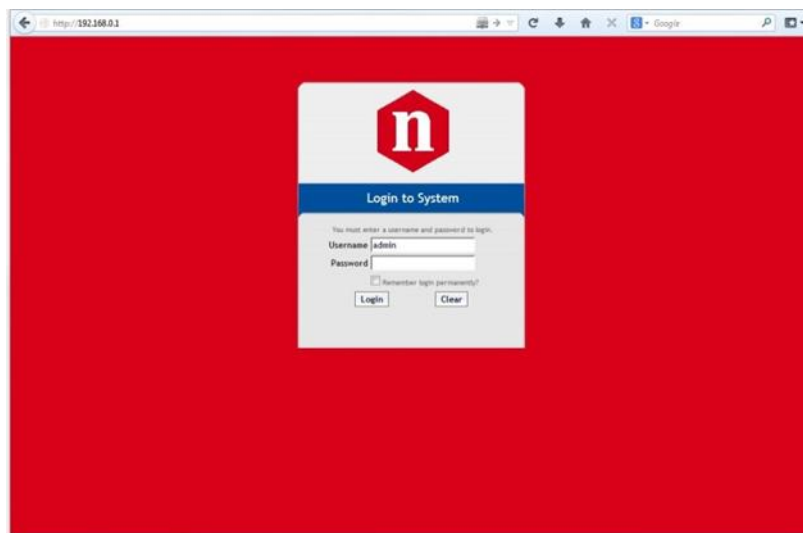 http://192.168.0.1
Google
n
Login to System
You must enter a username and password to login.
Username admin
Password
Remember login permanently?
Login Clear